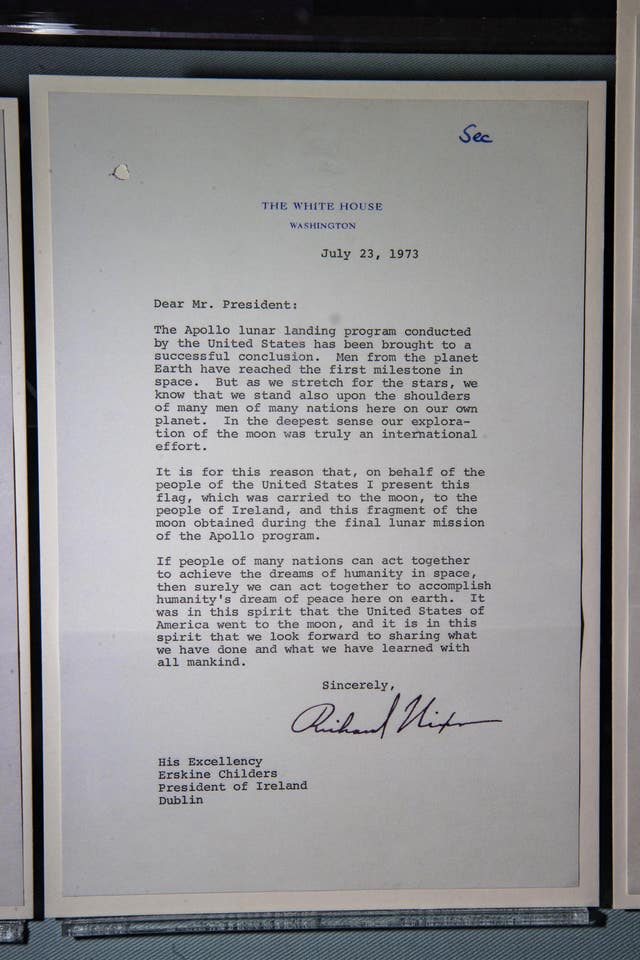 Sec
THE WHITE HOUSE
WASHINGTON
July 23, 1973
Dear Mr. President:
The Apollo lunar landing program conducted
by the United States has been brought to a
successful conclusion. Men from the planet
Earth have reached the first milestone in
space. But as we stretch for the stars, we
know that we stand also upon the shoulders
of many men of many nations here on our own
planet. In the deepest sense our explora-
tion of the moon was truly an international
effort.
It is for this reason that, on behalf of the
people of the United States I present this
flag, which was carried to the moon, to the
people of Ireland, and this fragment of the
moon obtained during the final lunar mission
of the Apollo program.
If people of many nations can act together
to achieve the dreams of humanity in space,
then surely we can act together to accomplish
humanity's dream of peace here on earth. It
was in this spirit that the United States of
America went to the moon, and it is in this
spirit that we look forward to sharing what
we have done and what we have learned with
all mankind.
Sincerely,
Richard Nixon
His Excellency
Erskine Childers
President of Ireland
Dublin